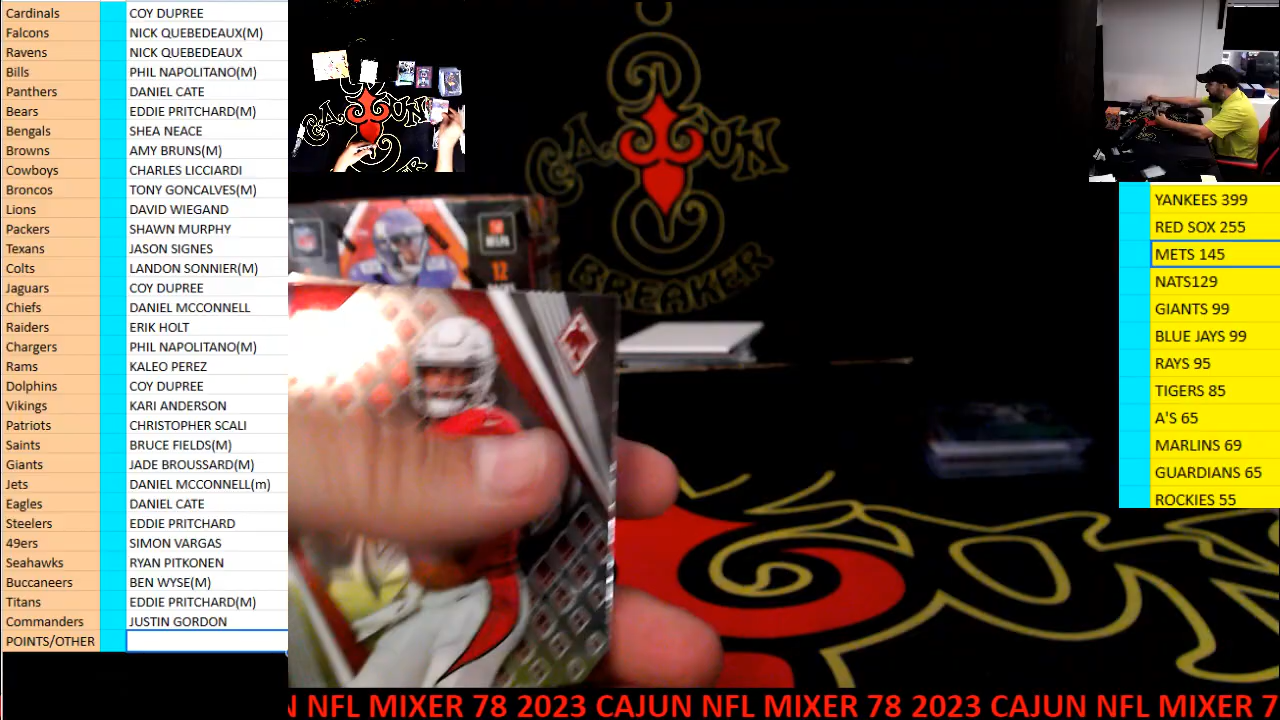 Cardinals COY DUPREE
Falcons NICK QUEBEDEAUX(M)
Ravens NICK QUEBEDEAUX
Bills PHIL NAPOLITANO(M)
Panthers DANIEL CATE
Bears EDDIE PRITCHARD(M)
Bengals SHEA NEACE
Browns AMY BRUNS(M)
Cowboys CHARLES LICCIARDI
Broncos TONY GONCALVES(M)
Lions DAVID WIEGAND
Packers SHAWN MURPHY
Texans JASON SIGNES
Colts LANDON SONNIER(M)
Jaguars COY DUPREE
Chiefs DANIEL MCCONNELL
Raiders ERIK HOLT
Chargers PHIL NAPOLITANO(M)
Rams KALEO PEREZ
Dolphins COY DUPREE
Vikings KARI ANDERSON
Patriots CHRISTOPHER SCALI
Saints BRUCE FIELDS(M)
Giants JADE BROUSSARD(M)
Jets DANIEL MCCONNELL(m)
Eagles DANIEL CATE
Steelers EDDIE PRITCHARD
49ers SIMON VARGAS
Seahawks RYAN PITKONEN
Buccaneers BEN WYSE(M)
Titans EDDIE PRITCHARD(M)
Commanders JUSTIN GORDON
POINTS/OTHER
CAJUN
BREAKER
12
YANKEES 399
RED SOX 255
METS 145
NATS129
GIANTS 99
BLUE JAYS 99
RAYS 95
TIGERS 85
A'S 65
MARLINS 69
GUARDIANS 65
ROCKIES 55
N NFL MIXER 78 2023 CAJUN NFL MIXER 78 2023 CAJUN NFL MIXER 7